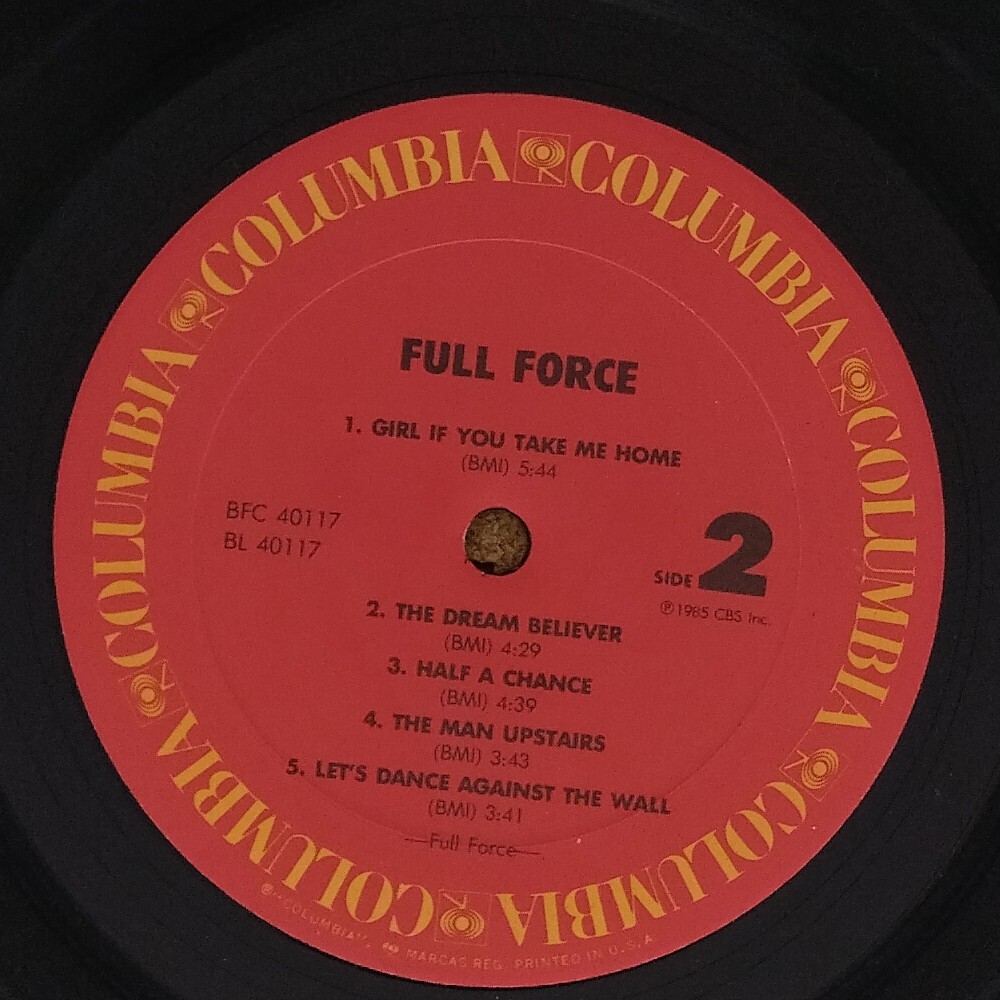 COLUMBIA COLUMBIA COLUMBIA COLUMBIA COLUMBIA COLUMBIA
FULL FORCE
1. GIRL IF YOU TAKE ME HOME
(BMI) 5:44
BFC 40117
BL 40117
SIDE 2
℗1985 CBS Inc.
2. THE DREAM BELIEVER
(BMI) 4:29
3. HALF A CHANCE
(BMI) 4:39
4. THE MAN UPSTAIRS
(BMI) 3:43
5. LET'S DANCE AGAINST THE WALL
(BMI) 3:41
—Full Force—
® "COLUMBIA", MARCAS REG. PRINTED IN U.S.A.